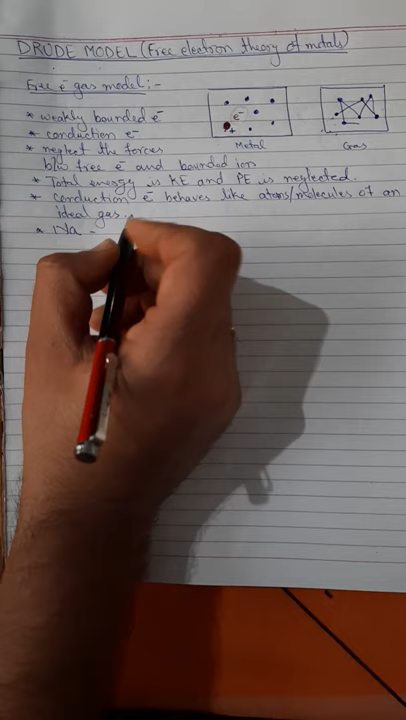 DRUDE MODEL (Free electron theory of metals)
Free e⁻ gas model:-
* weakly bounded e⁻
* conduction e⁻
* neglect the forces
b/w free e⁻ and bounded ion
e⁻
+
Metal
Gas
* Total energy is KE and PE is neglected.
* conduction e⁻ behaves like atoms/molecules of an
ideal gas.
* Na -